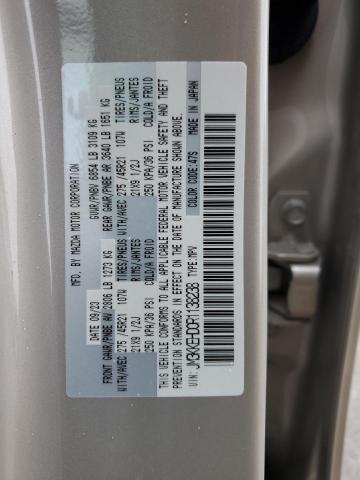 MFD. BY MAZDA MOTOR CORPORATION
DATE 09/23 GVWR/PNBV 6854 LB 3109 KG
FRONT GAWR/PNBE AV 2806 LB 1273 KG REAR GAWR/PNBE AR 3640 LB 1651 KG
WITH/AVEC 275 /45R21 107W TIRES/PNEUS WITH/AVEC 275 /45R21 107W TIRES/PNEUS
21X9 1/2J RIMS/JANTES 21X9 1/2J RIMS/JANTES
250 KPA/36 PSI COLD/A FROID 250 KPA/36 PSI COLD/A FROID
THIS VEHICLE CONFORMS TO ALL APPLICABLE FEDERAL MOTOR VEHICLE SAFETY AND THEFT
PREVENTION STANDARDS IN EFFECT ON THE DATE OF MANUFACTURE SHOWN ABOVE.
COLOR CODE:47S MADE IN JAPAN
VIN: JM3KKEHD0R1138238 TYPE:MPV